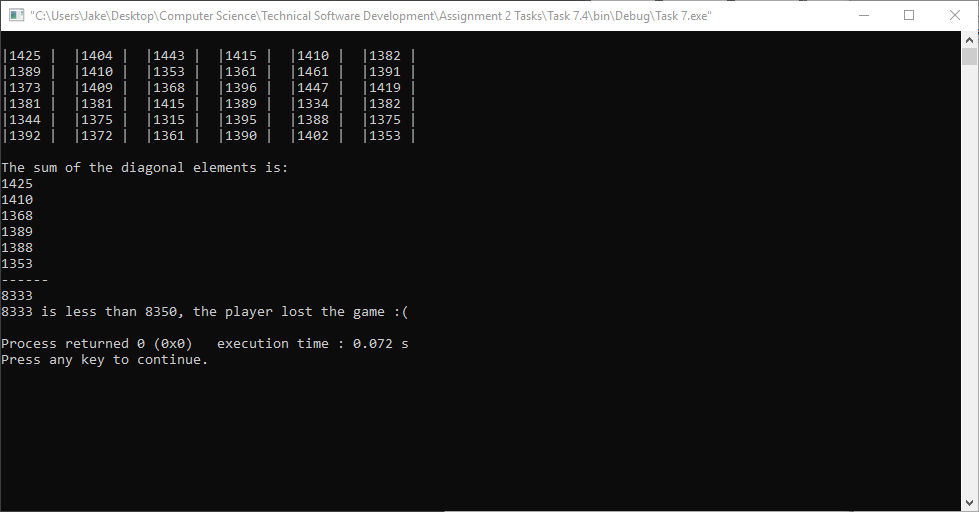 "C:\Users\Jake\Desktop\Computer Science\Technical Software Development\Assignment 2 Tasks\Task 7.4\bin\Debug\Task 7.exe"
|1425 |  |1404 |  |1443 |  |1415 |  |1410 |  |1382 |
|1389 |  |1410 |  |1353 |  |1361 |  |1461 |  |1391 |
|1373 |  |1409 |  |1368 |  |1396 |  |1447 |  |1419 |
|1381 |  |1381 |  |1415 |  |1389 |  |1334 |  |1382 |
|1344 |  |1375 |  |1315 |  |1395 |  |1388 |  |1375 |
|1392 |  |1372 |  |1361 |  |1390 |  |1402 |  |1353 |
The sum of the diagonal elements is:
1425
1410
1368
1389
1388
1353
------
8333
8333 is less than 8350, the player lost the game :(
Process returned 0 (0x0)   execution time : 0.072 s
Press any key to continue.